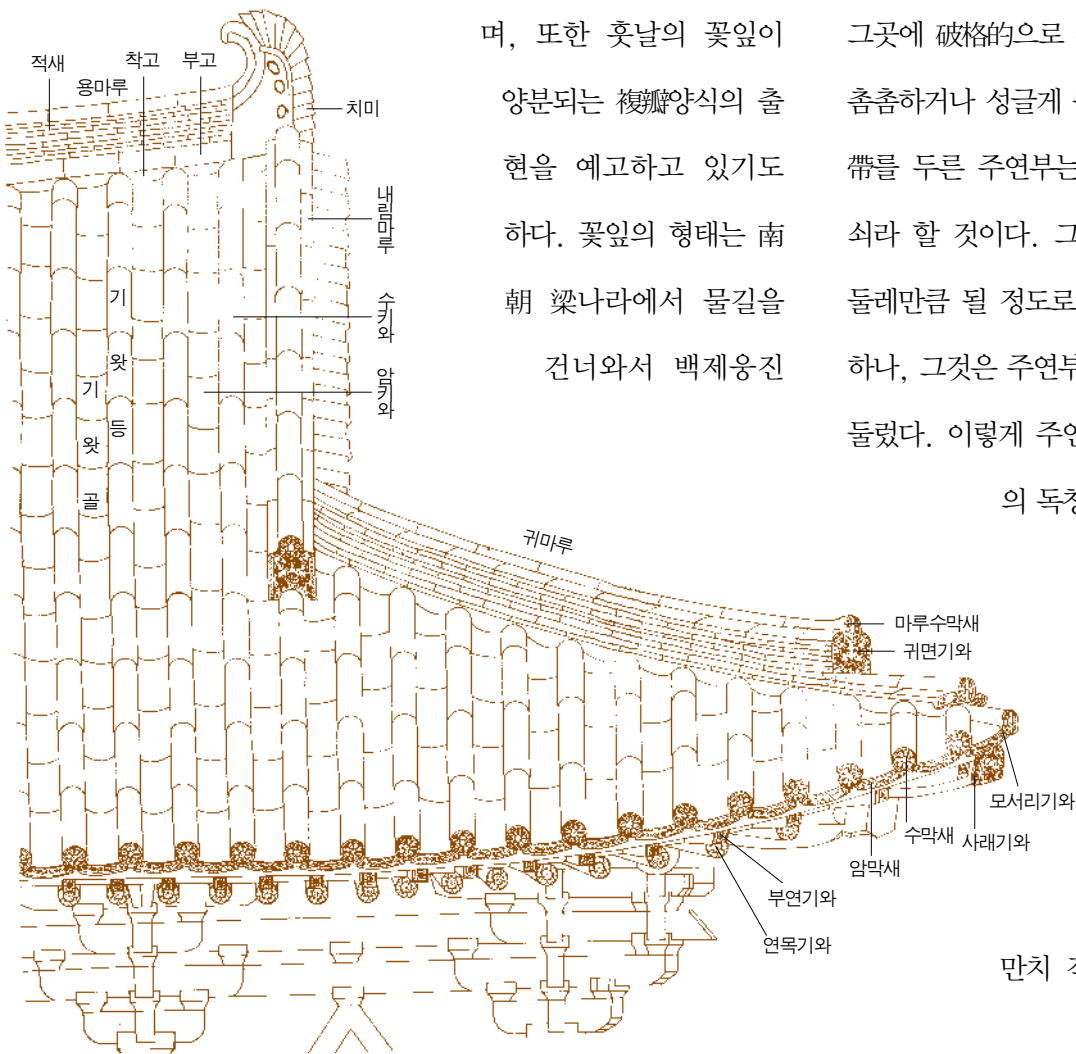 적새
용마루
착고
부고
치미
내림마루
수키와
암키와
기왓등
기왓골
귀마루
마루수막새
귀면기와
모서리기와
사래기와
수막새
암막새
부연기와
연목기와
며, 또한 훗날의 꽃잎이
양분되는 複瓣양식의 출
현을 예고하고 있기도
하다. 꽃잎의 형태는 南
朝 梁나라에서 물길을
건너와서 백제웅진
그곳에 破格的으로
촘촘하거나 성글게
帶를 두른 주연부는
쇠라 할 것이다. 그
둘레만큼 될 정도로
하나, 그것은 주연부
둘렀다. 이렇게 주연
의 독창
만치